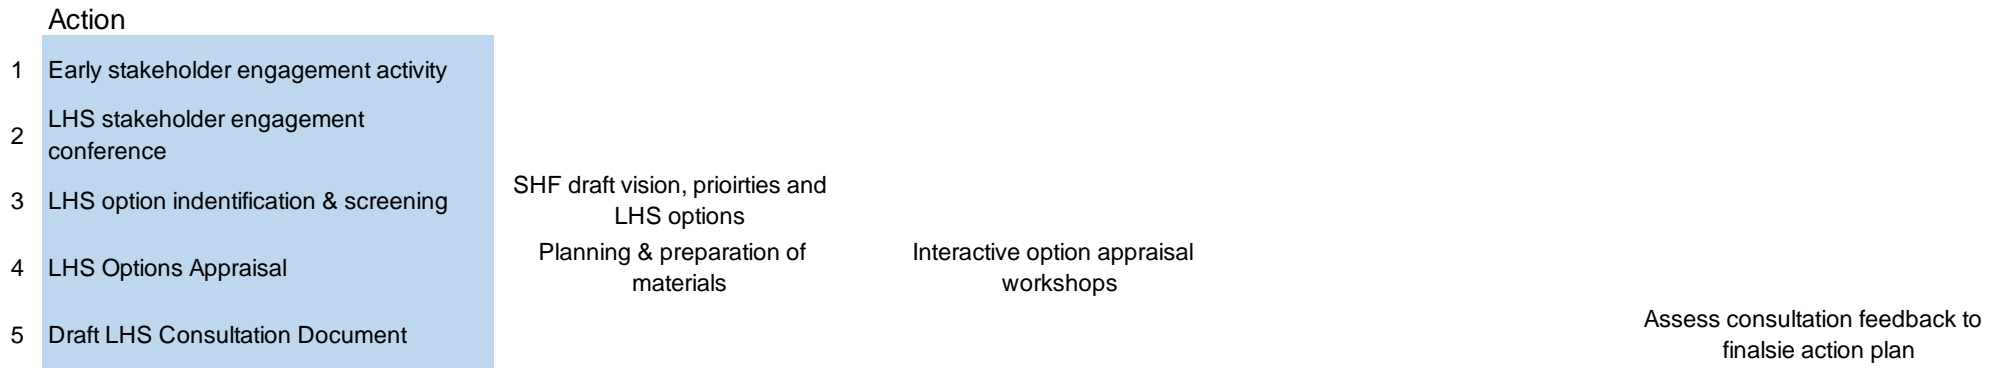 Action
1 Early stakeholder engagement activity
2 LHS stakeholder engagement
conference
3 LHS option indentification & screening
SHF draft vision, prioirties and
LHS options
4 LHS Options Appraisal
Planning & preparation of
materials
Interactive option appraisal
workshops
5 Draft LHS Consultation Document
Assess consultation feedback to
finalsie action plan